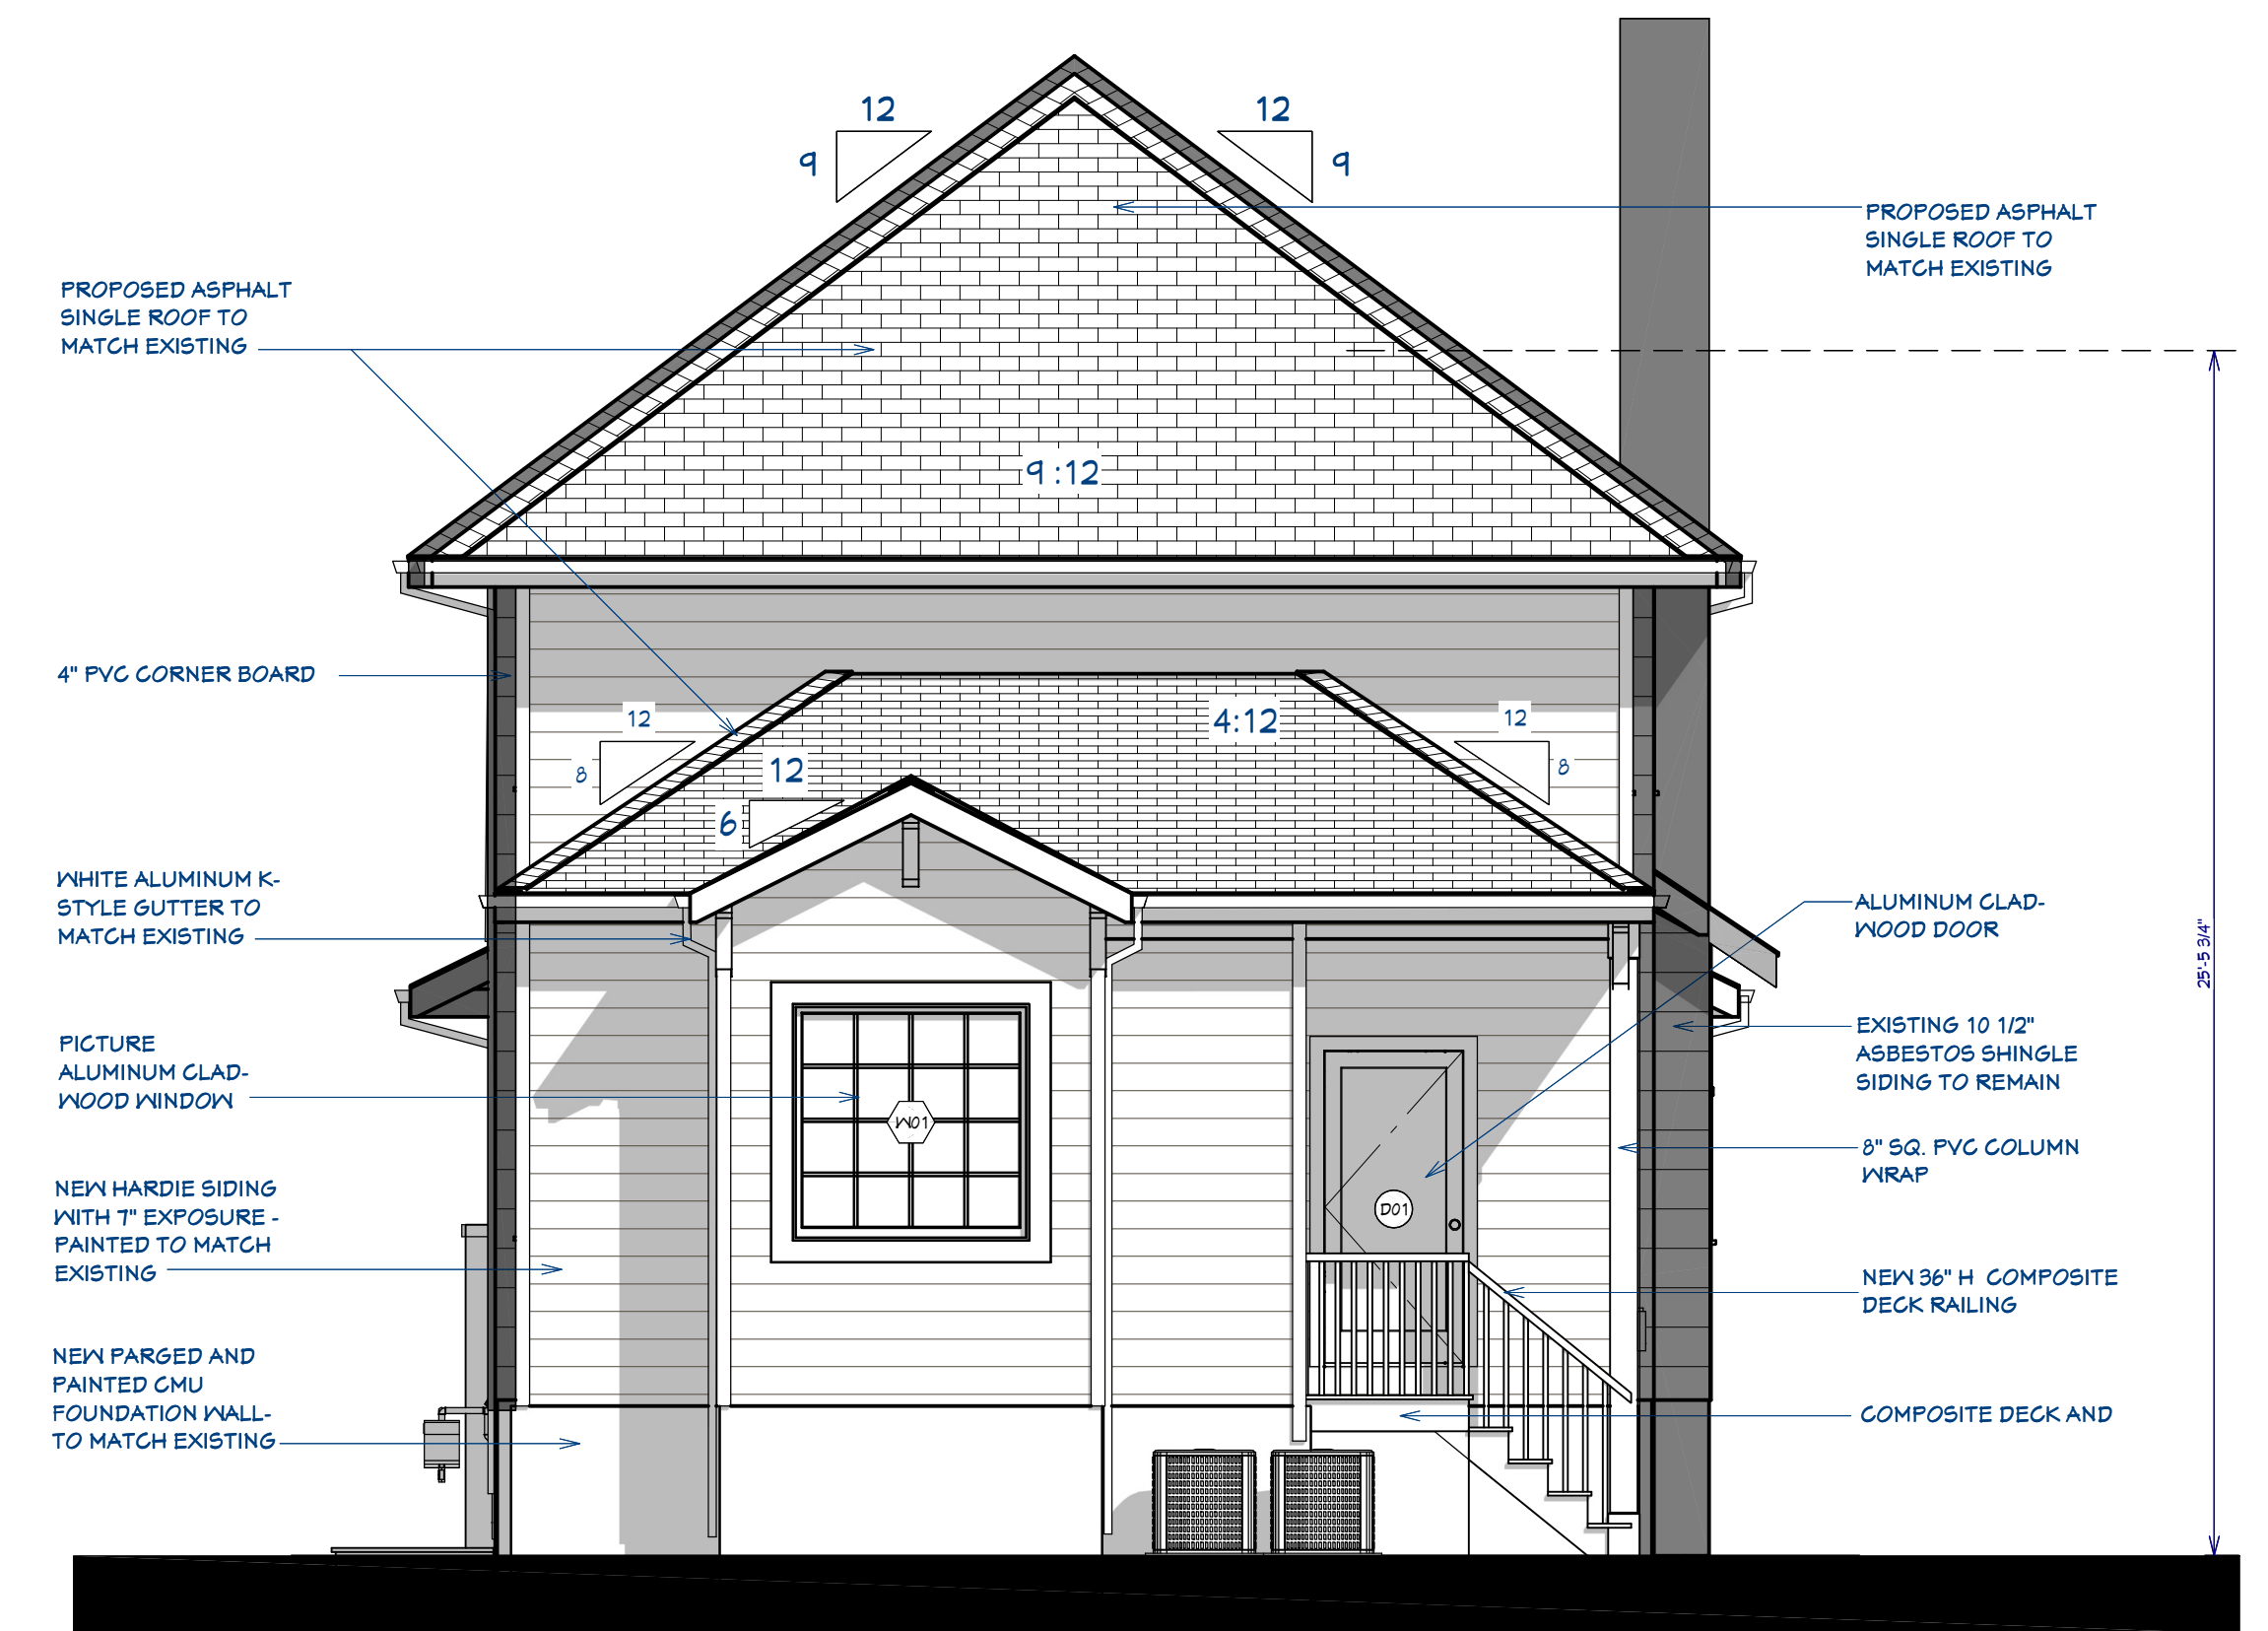 12
9
12
9
PROPOSED ASPHALT
SINGLE ROOF TO
MATCH EXISTING
PROPOSED ASPHALT
SINGLE ROOF TO
MATCH EXISTING
9:12
4" PVC CORNER BOARD
12
8
12
6
4:12
12
8
WHITE ALUMINUM K-
STYLE GUTTER TO
MATCH EXISTING
ALUMINUM CLAD-
WOOD DOOR
25'-5 3/4"
PICTURE
ALUMINUM CLAD-
WOOD WINDOW
W01
EXISTING 10 1/2"
ASBESTOS SHINGLE
SIDING TO REMAIN
8" SQ. PVC COLUMN
WRAP
NEW HARDIE SIDING
WITH 7" EXPOSURE -
PAINTED TO MATCH
EXISTING
D01
NEW 36" H COMPOSITE
DECK RAILING
NEW PARGED AND
PAINTED CMU
FOUNDATION WALL-
TO MATCH EXISTING
COMPOSITE DECK AND